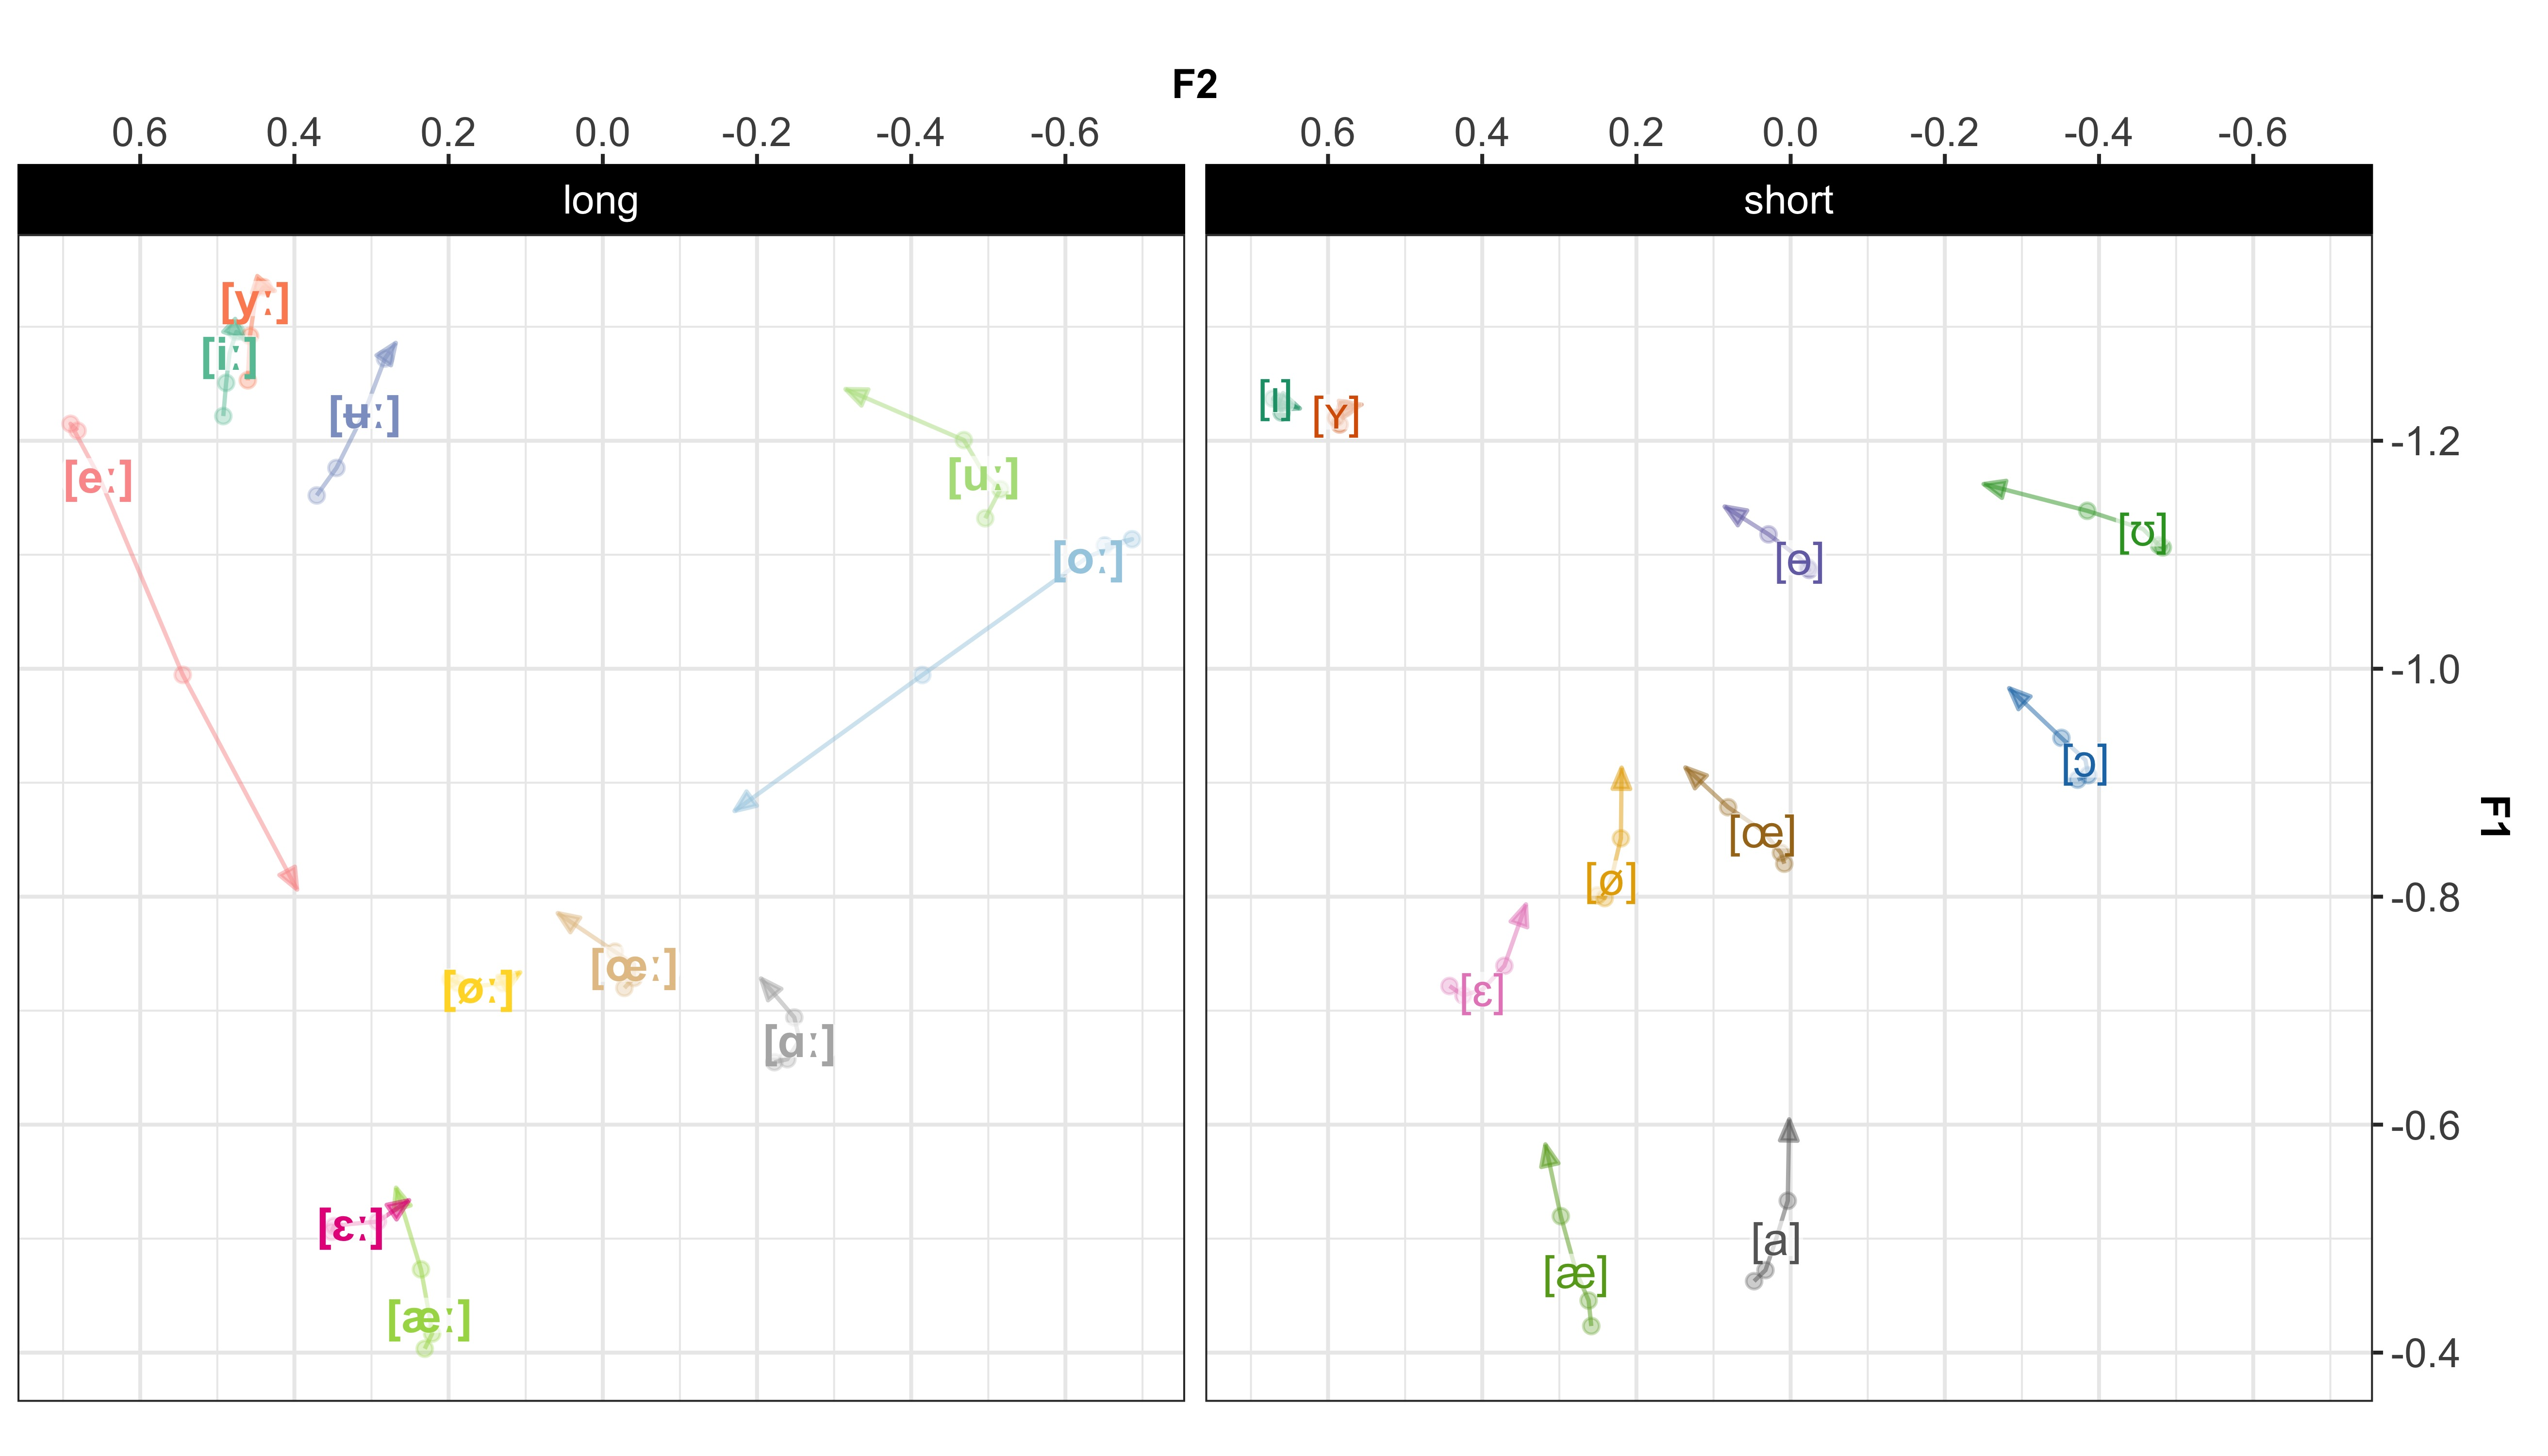 F2
0.6 0.4 0.2 0.0 -0.2 -0.4 -0.6 0.6 0.4 0.2 0.0 -0.2 -0.4 -0.6
long short
[yː]
[iː]
[ʉː]
[eː]
[uː]
[oː]
[œː]
[øː]
[ɑː]
[ɛː]
[æː]
[ɪ]
[ʏ]
[ʊ]
[ɵ]
[ɔ]
[œ]
[ø]
[ɛ]
[a]
[æ]
-1.2
-1.0
-0.8
-0.6
-0.4
F1